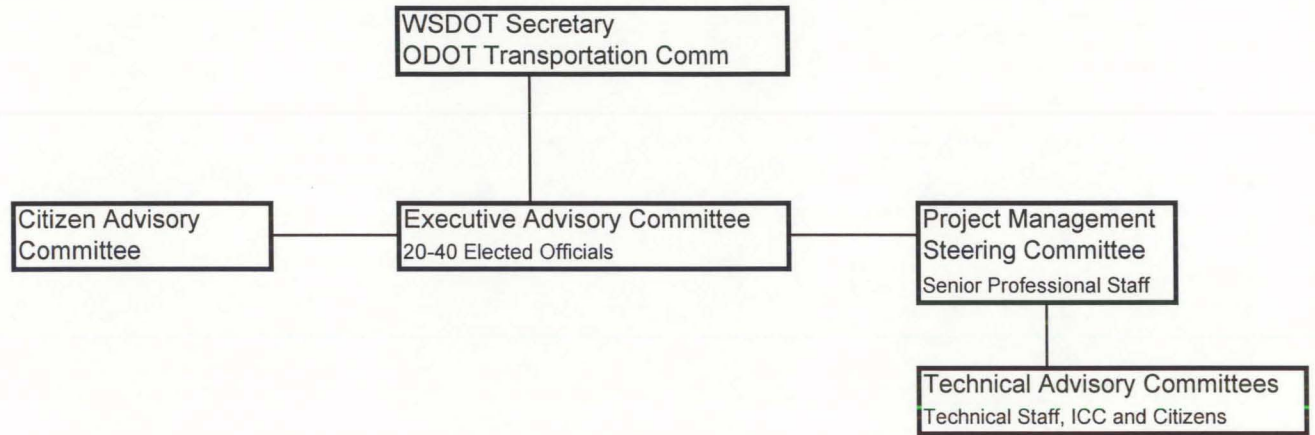 WSDOT Secretary
ODOT Transportation Comm
Citizen Advisory
Committee
Executive Advisory Committee
20-40 Elected Officials
Project Management
Steering Committee
Senior Professional Staff
Technical Advisory Committees
Technical Staff, ICC and Citizens